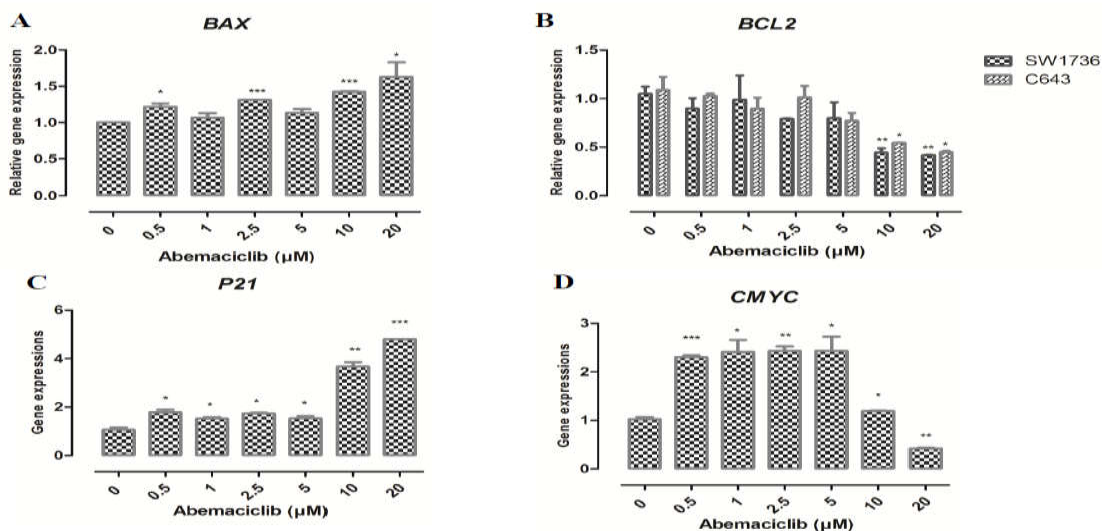 A
BAX
Relative gene expression
2.0
1.5
1.0
0.5
0.0
*
***
***
*
0 0.5 1 2.5 5 10 20
Abemaciclib (µM)
B
BCL2
Relative gene expression
1.5
1.0
0.5
0.0
** * ** *
0 0.5 1 2.5 5 10 20
Abemaciclib (µM)
SW1736
C643
C
P21
Gene expressions
6
4
2
0
* * * * ** ***
0 0.5 1 2.5 5 10 20
Abemaciclib (µM)
D
CMYC
Gene expressions
3
2
1
0
*** * ** * * **
0 0.5 1 2.5 5 10 20
Abemaciclib (µM)